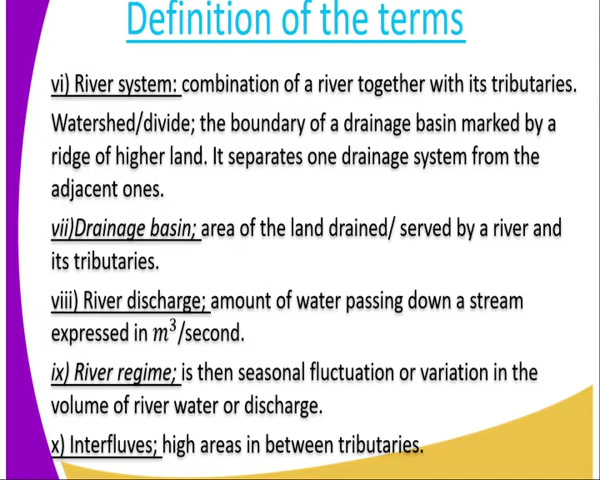 Definition of the terms
vi) River system: combination of a river together with its tributaries.
Watershed/divide; the boundary of a drainage basin marked by a
ridge of higher land. It separates one drainage system from the
adjacent ones.
vii)Drainage basin; area of the land drained/ served by a river and
its tributaries.
viii) River discharge; amount of water passing down a stream
expressed in m³/second.
ix) River regime; is then seasonal fluctuation or variation in the
volume of river water or discharge.
x) Interfluves; high areas in between tributaries.